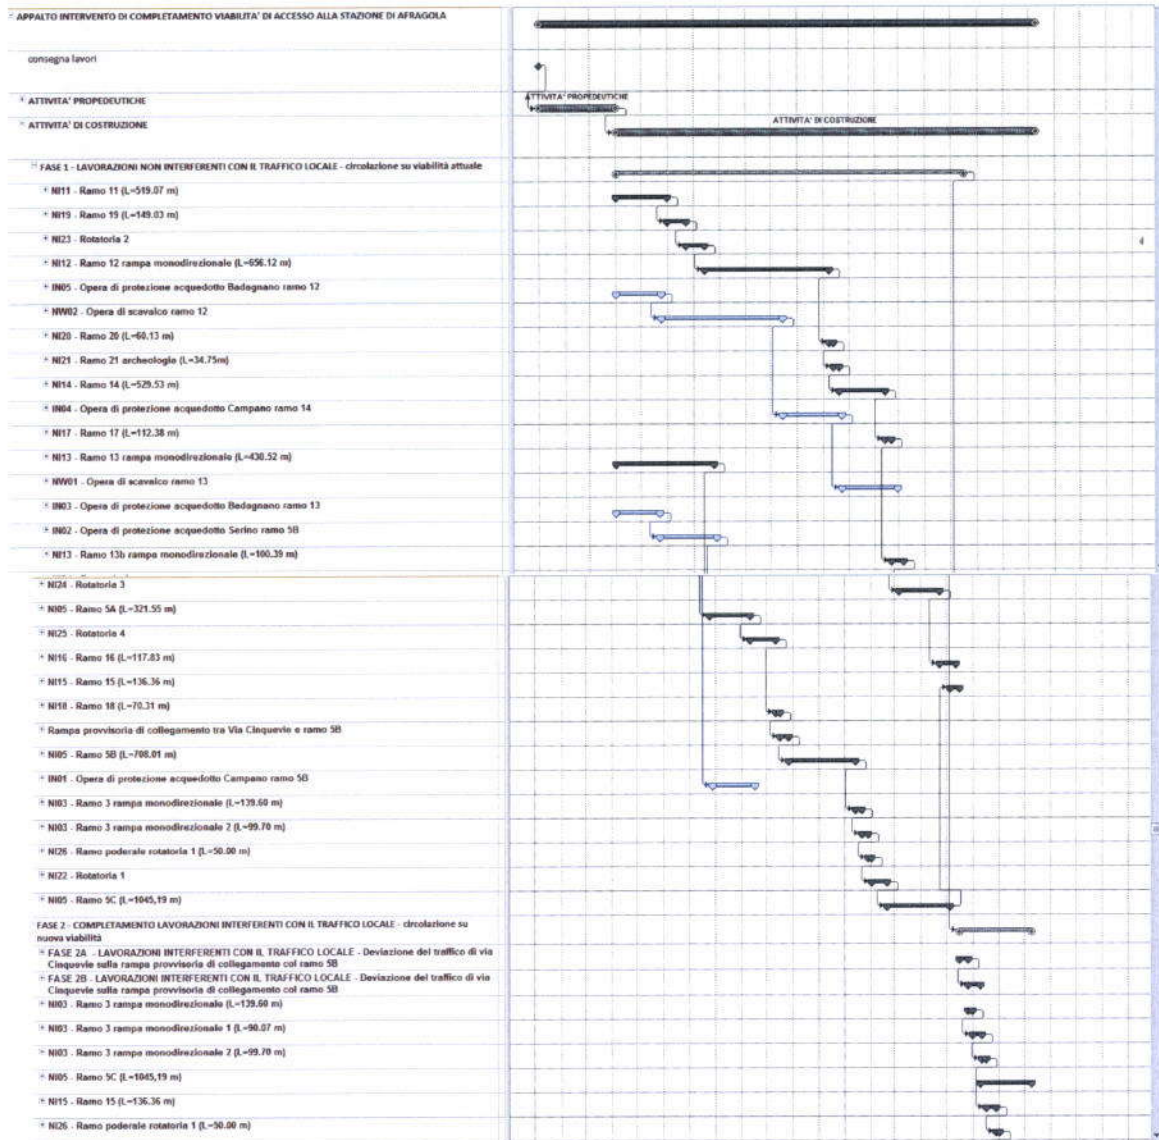 APPALTO INTERVENTO DI COMPLETAMENTO VIABILITA' DI ACCESSO ALLA STAZIONE DI AFRAGOLA
consegna lavori
ATTIVITA' PROPEDEUTICHE
ATTIVITA' PROPEDEUTICHE
ATTIVITA' DI COSTRUZIONE
ATTIVITA' DI COSTRUZIONE
FASE 1 - LAVORAZIONI NON INTERFERENTI CON IL TRAFFICO LOCALE - circolazione su viabilità attuale
NI11 - Ramo 11 (L=519.07 m)
NI19 - Ramo 19 (L=149.03 m)
NI23 - Rotatoria 2
NI12 - Ramo 12 rampa monodirezionale (L=656.12 m)
IN05 - Opera di protezione acquedotto Badagnano ramo 12
NW02 - Opera di scavalco ramo 12
NI20 - Ramo 20 (L=60.13 m)
NI21 - Ramo 21 archeologia (L=34.75m)
NI14 - Ramo 14 (L=529.53 m)
IN04 - Opera di protezione acquedotto Campano ramo 14
NI17 - Ramo 17 (L=112.38 m)
NI13 - Ramo 13 rampa monodirezionale (L=430.52 m)
NW01 - Opera di scavalco ramo 13
IN03 - Opera di protezione acquedotto Badagnano ramo 13
IN02 - Opera di protezione acquedotto Serino ramo 5B
NI13 - Ramo 13b rampa monodirezionale (L=100.39 m)
NI24 - Rotatoria 3
NI05 - Ramo 5A (L=321.55 m)
NI25 - Rotatoria 4
NI16 - Ramo 16 (L=117.83 m)
NI15 - Ramo 15 (L=136.36 m)
NI18 - Ramo 18 (L=70.31 m)
Rampa provvisoria di collegamento tra Via Cinquevie e ramo 5B
NI05 - Ramo 5B (L=708.01 m)
IN01 - Opera di protezione acquedotto Campano ramo 5B
NI03 - Ramo 3 rampa monodirezionale (L=139.60 m)
NI03 - Ramo 3 rampa monodirezionale 2 (L=99.70 m)
NI26 - Ramo poderale rotatoria 1 (L=50.00 m)
NI22 - Rotatoria 1
NI05 - Ramo 5C (L=1045,19 m)
FASE 2 - COMPLETAMENTO LAVORAZIONI INTERFERENTI CON IL TRAFFICO LOCALE - circolazione su
nuova viabilità
FASE 2A - LAVORAZIONI INTERFERENTI CON IL TRAFFICO LOCALE - Deviazione del traffico di via
Cinquevie sulla rampa provvisoria di collegamento col ramo 5B
FASE 2B - LAVORAZIONI INTERFERENTI CON IL TRAFFICO LOCALE - Deviazione del traffico di via
Cinquevie sulla rampa provvisoria di collegamento col ramo 5B
NI03 - Ramo 3 rampa monodirezionale (L=139.60 m)
NI03 - Ramo 3 rampa monodirezionale 1 (L=90.07 m)
NI03 - Ramo 3 rampa monodirezionale 2 (L=99.70 m)
NI05 - Ramo 5C (L=1045,19 m)
NI15 - Ramo 15 (L=136.36 m)
NI26 - Ramo poderale rotatoria 1 (L=50.00 m)